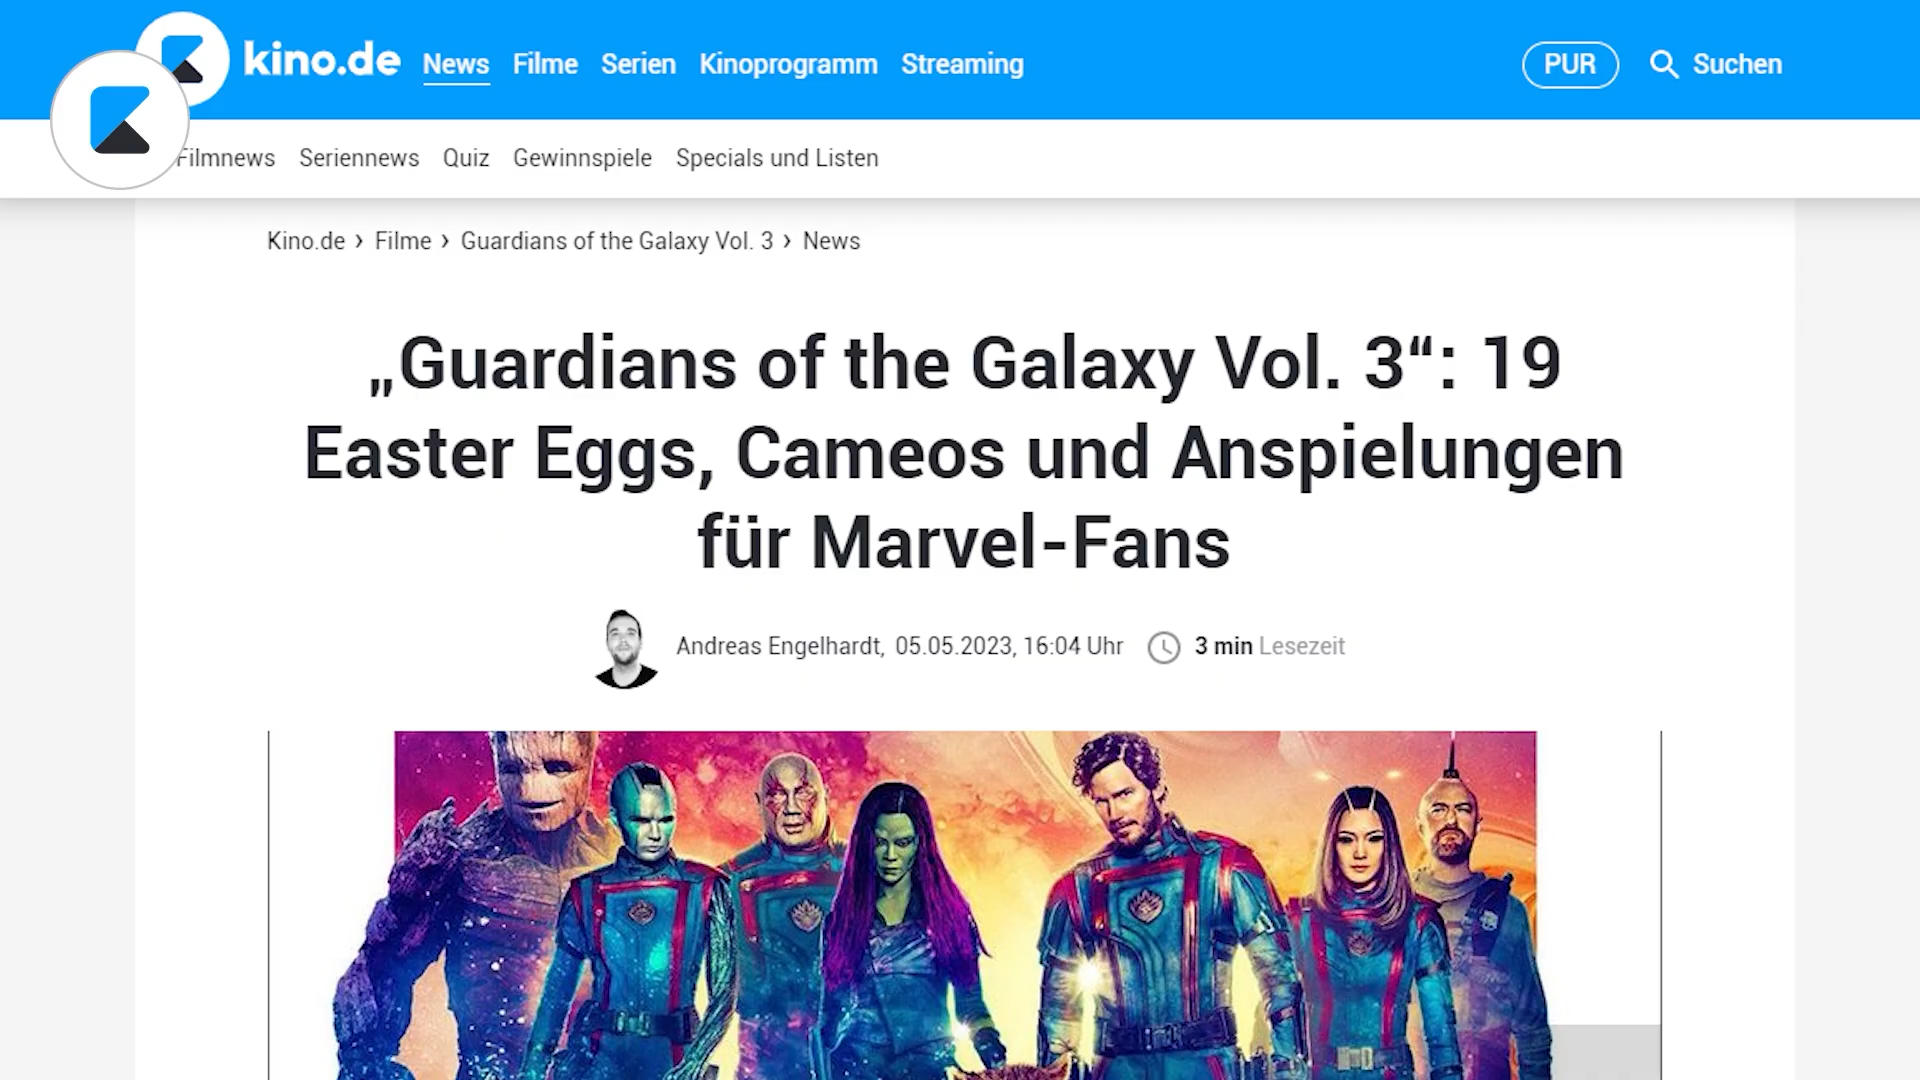 kino.de News Filme Serien Kinoprogramm Streaming PUR Suchen
Filmnews Seriennews Quiz Gewinnspiele Specials und Listen
Kino.de › Filme › Guardians of the Galaxy Vol. 3 › News
„Guardians of the Galaxy Vol. 3“: 19
Easter Eggs, Cameos und Anspielungen
für Marvel-Fans
Andreas Engelhardt, 05.05.2023, 16:04 Uhr 3 min Lesezeit